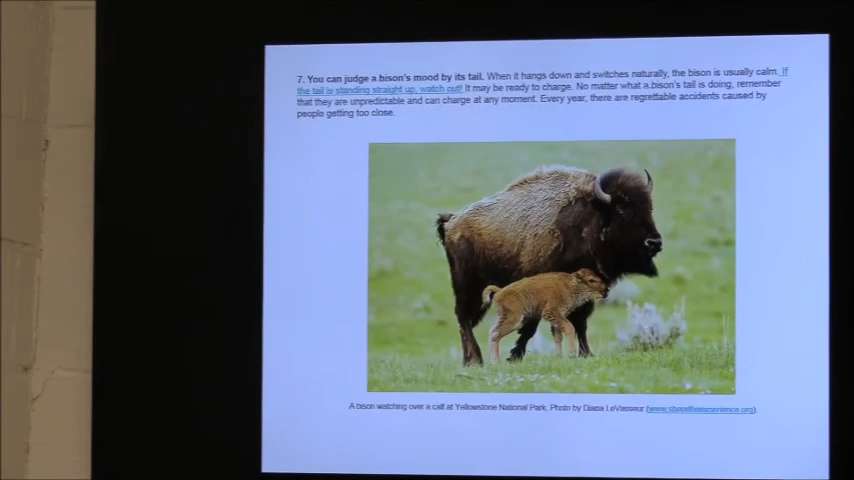 7. You can judge a bison's mood by its tail. When it hangs down and switches naturally, the bison is usually calm. If
the tail is standing straight up, watch out! It may be ready to charge. No matter what a bison's tail is doing, remember
that they are unpredictable and can charge at any moment. Every year, there are regrettable accidents caused by
people getting too close.
A bison watching over a calf at Yellowstone National Park. Photo by Diana LeVasseur (www.sharetheexperience.org).